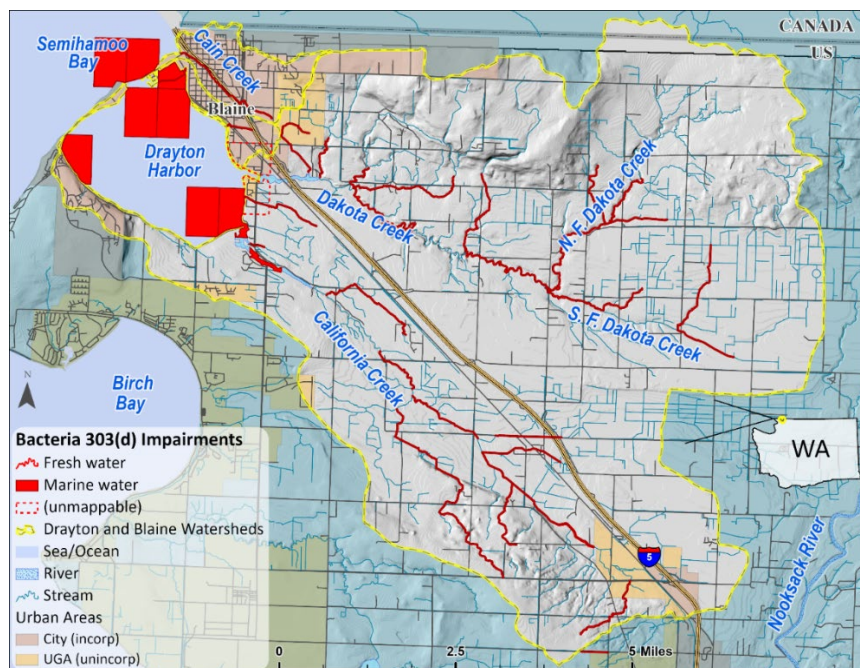 CANADA
US
Semihamoo
Bay
Cain Creek
Blaine
Drayton
Harbor
Dakota Creek
N. F. Dakota Creek
S. F. Dakota Creek
California Creek
Birch
Bay
WA
5
Nooksack River
Bacteria 303(d) Impairments
Fresh water
Marine water
(unmappable)
Drayton and Blaine Watersheds
Sea/Ocean
River
Stream
Urban Areas
City (incorp)
UGA (unincorp)
0 2.5 5 Miles